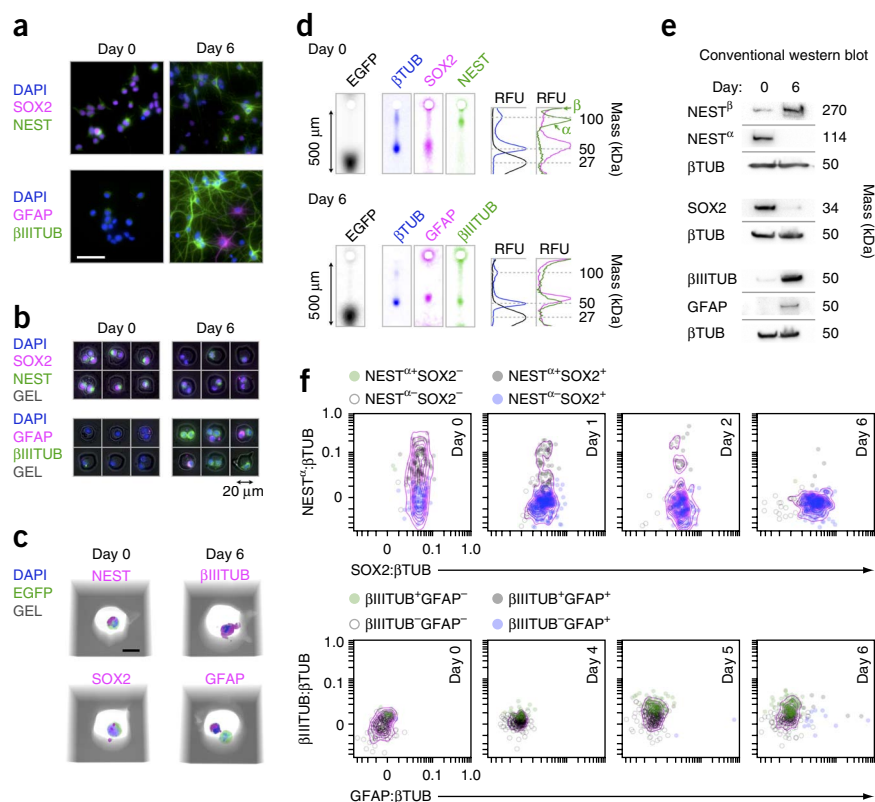 a
Day 0 Day 6
DAPI
SOX2
NEST
DAPI
GFAP
βIIITUB
b
Day 0 Day 6
DAPI
SOX2
NEST
GEL
DAPI
GFAP
βIIITUB
GEL
20 μm
c
Day 0 Day 6
DAPI
EGFP
GEL
NEST βIIITUB
SOX2 GFAP
d
Day 0
EGFP βTUB SOX2 NEST
RFU RFU
β
α
500 μm
100
50
27
Mass (kDa)
Day 6
EGFP βTUB GFAP βIIITUB
RFU RFU
500 μm
100
50
27
Mass (kDa)
e
Conventional western blot
Day: 0 6
NESTβ 270
NESTα 114
βTUB 50
SOX2 34
βTUB 50
βIIITUB 50
GFAP 50
βTUB 50
Mass (kDa)
f
NESTα+SOX2− NESTα+SOX2+
NESTα−SOX2− NESTα−SOX2+
NESTα:βTUB
1.0
0.1
0
Day 0 Day 1 Day 2 Day 6
0 0.1 1.0
SOX2:βTUB
βIIITUB+GFAP− βIIITUB+GFAP+
βIIITUB−GFAP− βIIITUB−GFAP+
βIIITUB:βTUB
1.0
0.1
0
Day 0 Day 4 Day 5 Day 6
0 0.1 1.0
GFAP:βTUB